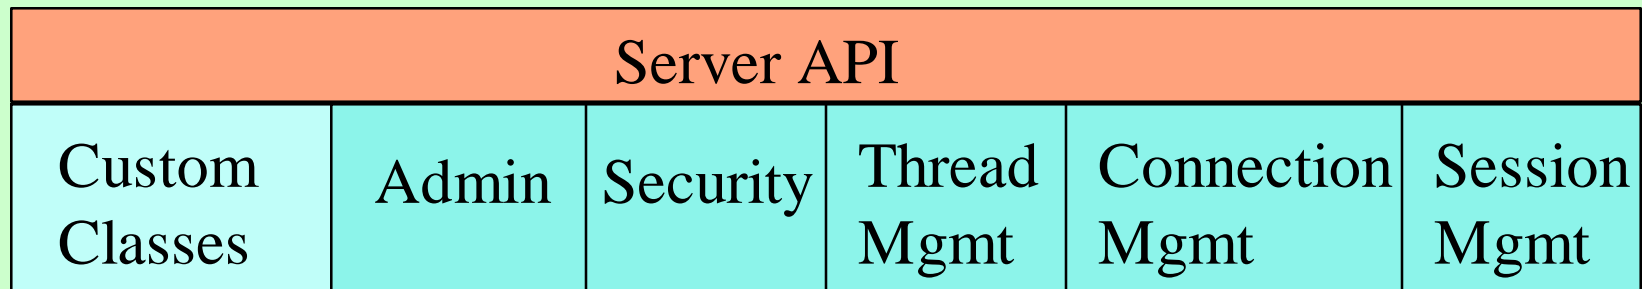 Server API
Custom
Classes
Admin
Security
Thread
Mgmt
Connection
Mgmt
Session
Mgmt